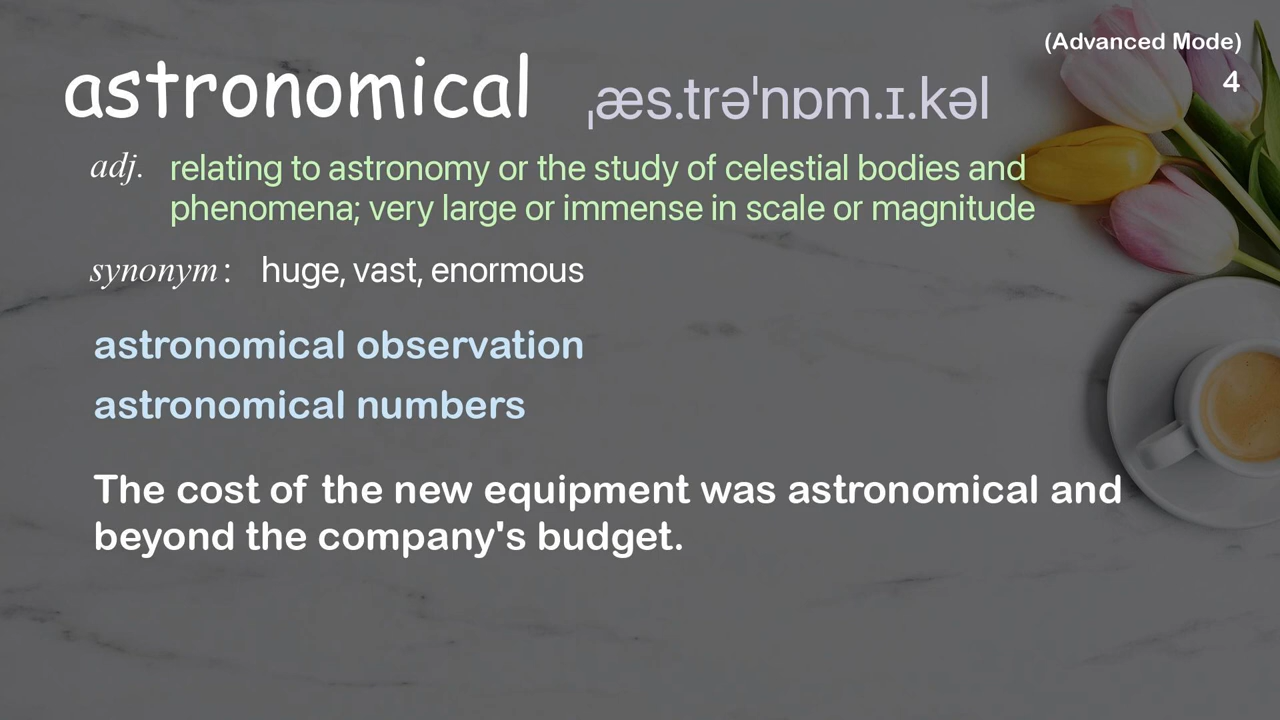 (Advanced Mode)
4
astronomical ˌæs.trəˈnɒm.ɪ.kəl
adj. relating to astronomy or the study of celestial bodies and
phenomena; very large or immense in scale or magnitude
synonym: huge, vast, enormous
astronomical observation
astronomical numbers
The cost of the new equipment was astronomical and
beyond the company's budget.